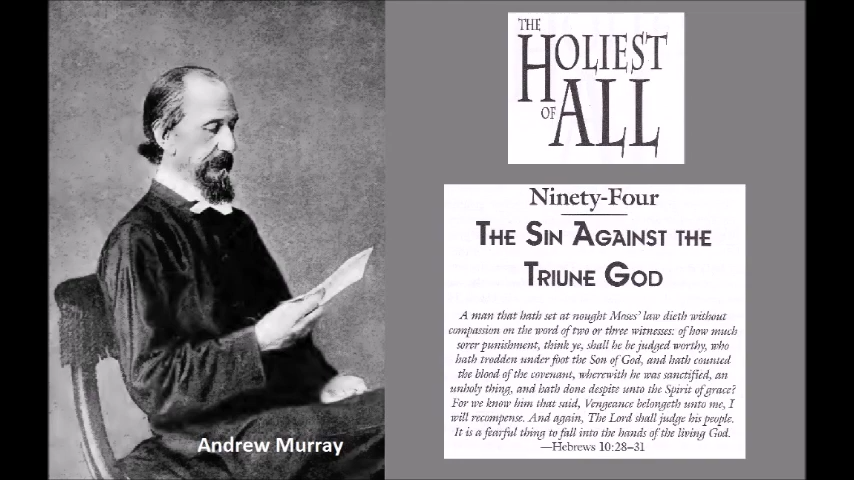 THE
HOLIEST
OF ALL
Ninety-Four
THE SIN AGAINST THE
TRIUNE GOD
A man that hath set at nought Moses' law dieth without
compassion on the word of two or three witnesses: of how much
sorer punishment, think ye, shall he be judged worthy, who
hath trodden under foot the Son of God, and hath counted
the blood of the covenant, wherewith he was sanctified, an
unholy thing, and hath done despite unto the Spirit of grace?
For we know him that said, Vengeance belongeth unto me, I
will recompense. And again, The Lord shall judge his people.
It is a fearful thing to fall into the hands of the living God.
—Hebrews 10:28–31
Andrew Murray